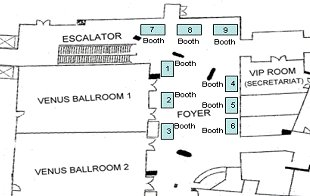 7 8 9
ESCALATOR
Booth Booth Booth
1 Booth
VIP ROOM
(SECRETARIAT)
4 Booth
VENUS BALLROOM 1
2 Booth
5 Booth
FOYER
3 Booth
6 Booth
VENUS BALLROOM 2